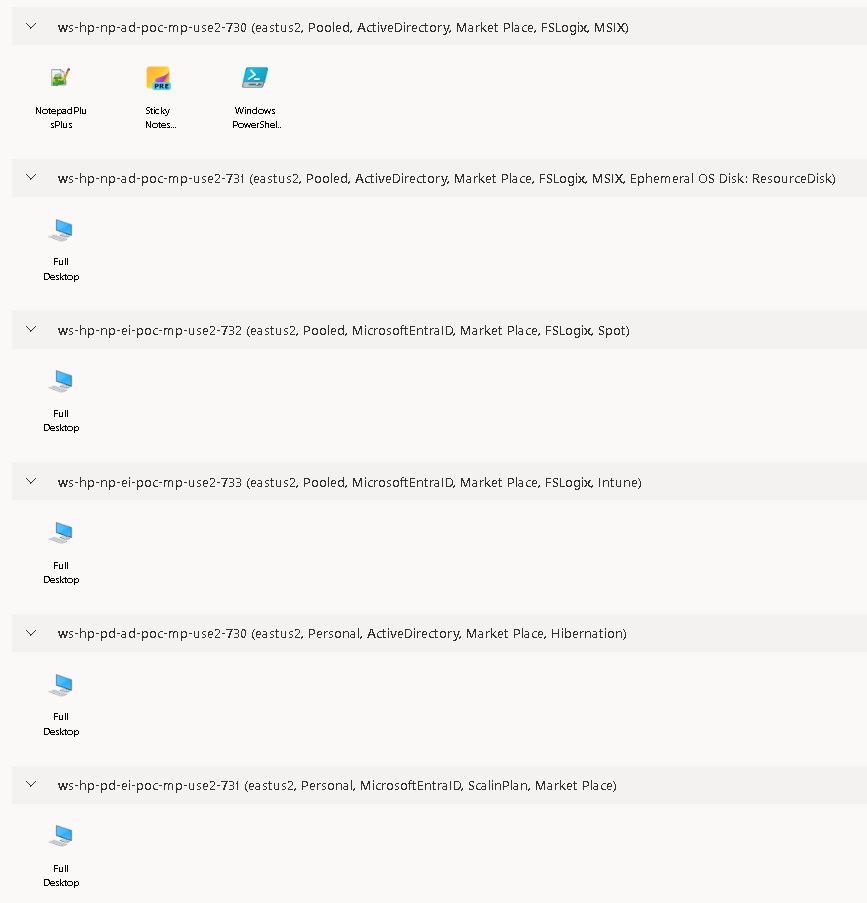 ws-hp-np-ad-poc-mp-use2-730 (eastus2, Pooled, ActiveDirectory, Market Place, FSLogix, MSIX)
NotepadPlu
sPlus
Sticky
Notes...
Windows
PowerShel..
PRE
ws-hp-np-ad-poc-mp-use2-731 (eastus2, Pooled, ActiveDirectory, Market Place, FSLogix, MSIX, Ephemeral OS Disk: ResourceDisk)
Full
Desktop
ws-hp-np-ei-poc-mp-use2-732 (eastus2, Pooled, MicrosoftEntraID, Market Place, FSLogix, Spot)
Full
Desktop
ws-hp-np-ei-poc-mp-use2-733 (eastus2, Pooled, MicrosoftEntraID, Market Place, FSLogix, Intune)
Full
Desktop
ws-hp-pd-ad-poc-mp-use2-730 (eastus2, Personal, ActiveDirectory, Market Place, Hibernation)
Full
Desktop
ws-hp-pd-ei-poc-mp-use2-731 (eastus2, Personal, MicrosoftEntraID, ScalinPlan, Market Place)
Full
Desktop